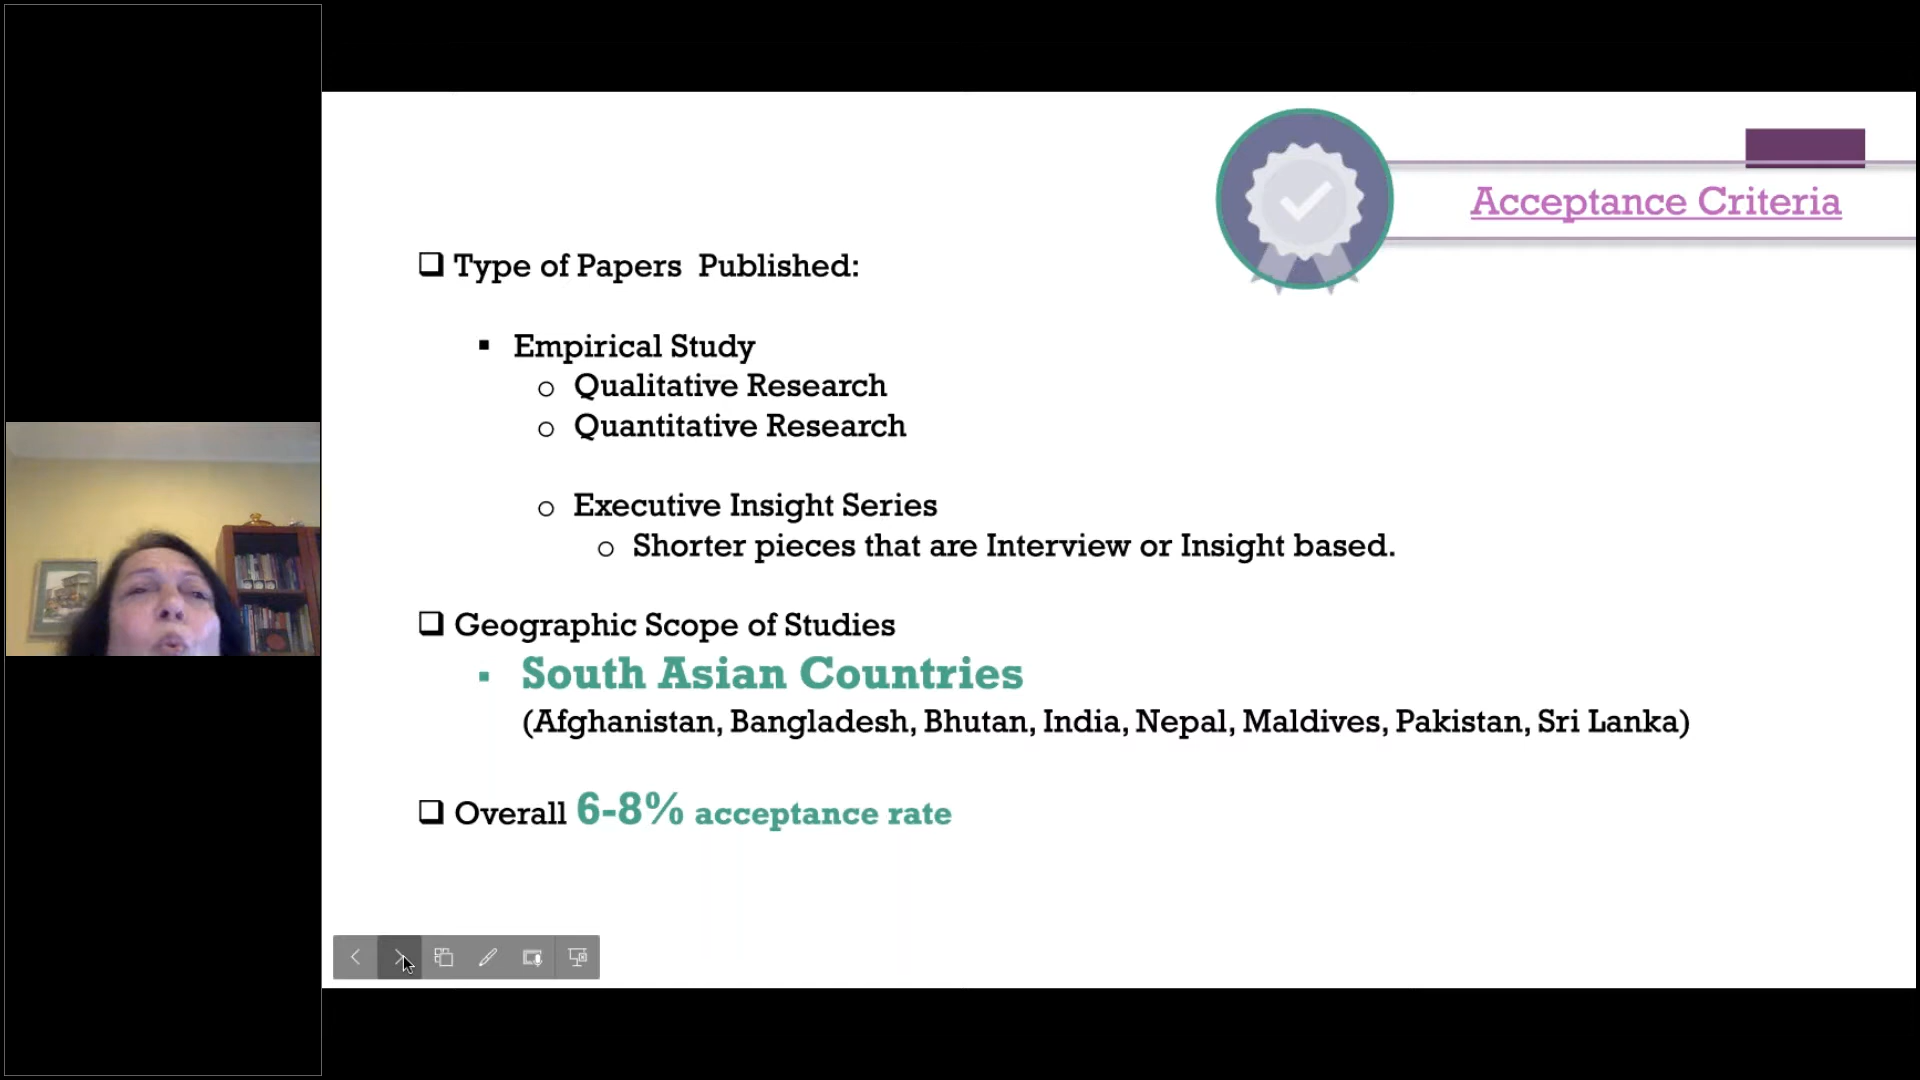 Acceptance Criteria
Type of Papers Published:
Empirical Study
Qualitative Research
Quantitative Research
Executive Insight Series
Shorter pieces that are Interview or Insight based.
Geographic Scope of Studies
South Asian Countries
(Afghanistan, Bangladesh, Bhutan, India, Nepal, Maldives, Pakistan, Sri Lanka)
Overall 6-8% acceptance rate